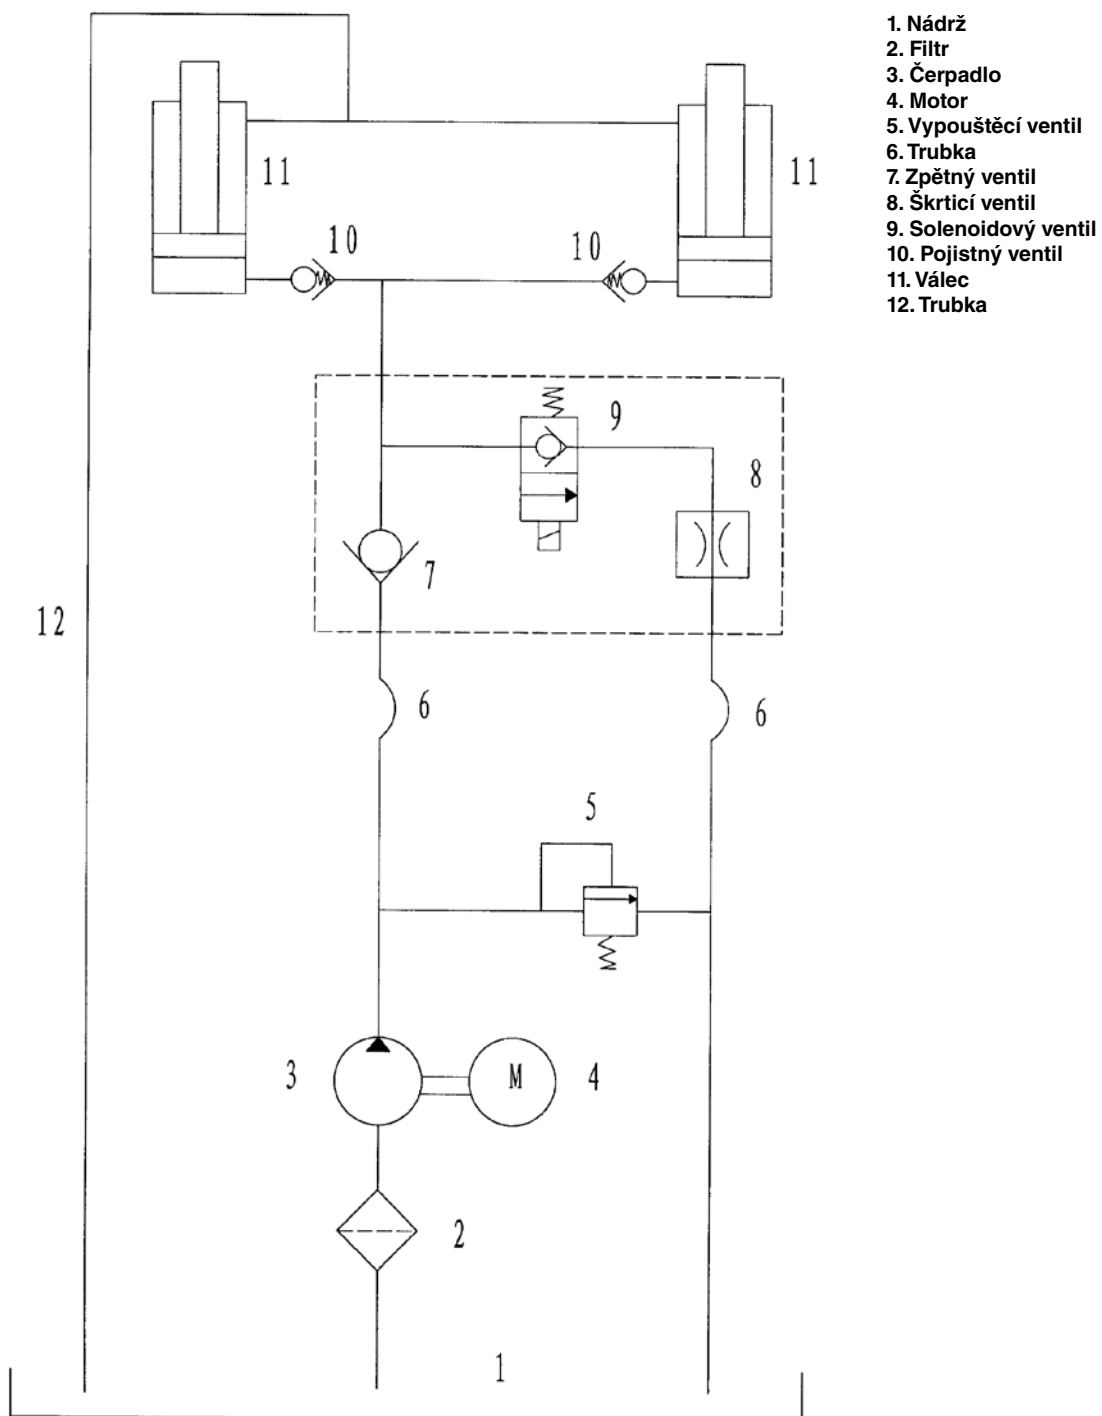 1. Nádrž
2. Filtr
3. Čerpadlo
4. Motor
5. Vypouštěcí ventil
6. Trubka
7. Zpětný ventil
8. Škrticí ventil
9. Solenoidový ventil
10. Pojistný ventil
11. Válec
12. Trubka
11
11
10
10
9
8
7
12
6
6
5
3
M
4
2
1